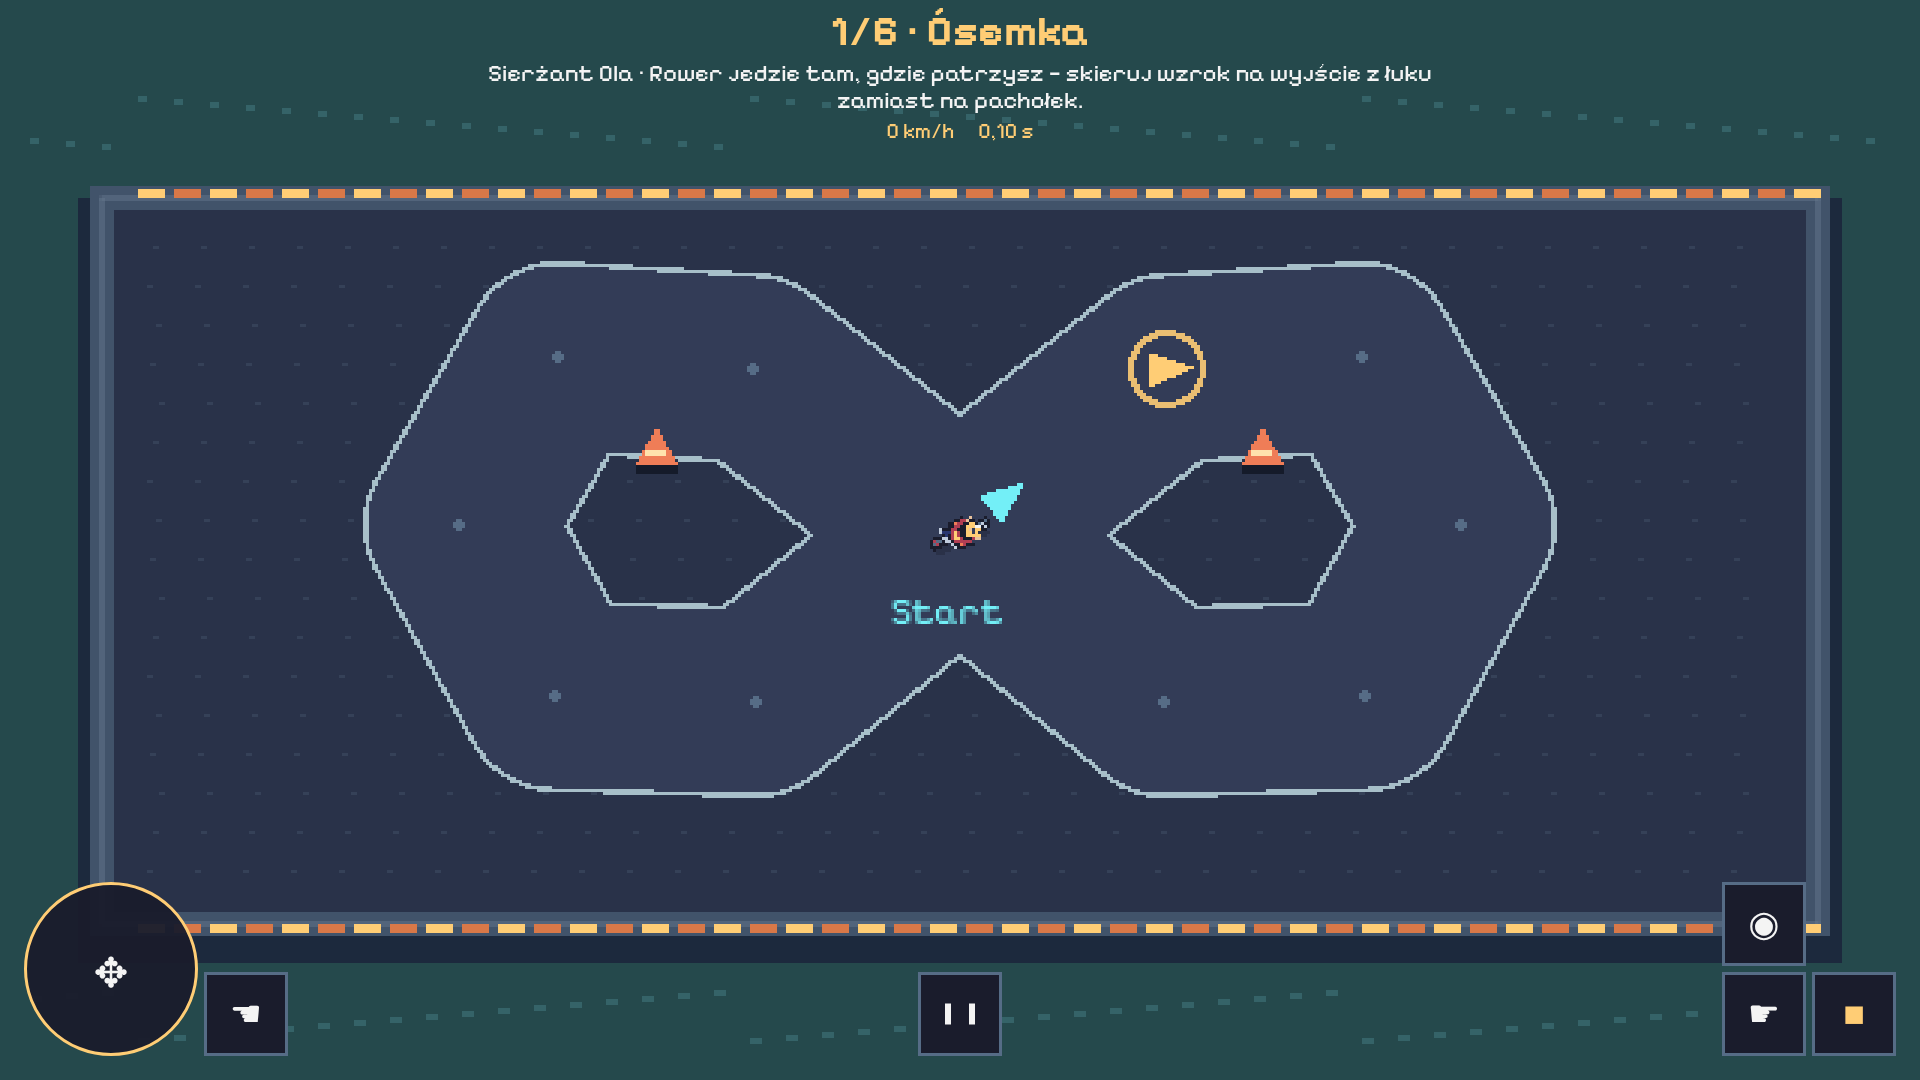 1/6 · Ósemka
Sierżant Ola · Rower jedzie tam, gdzie patrzysz – skieruj wzrok na wyjście z łuku
zamiast na pachołek.
0 km/h 0,10 s
Start